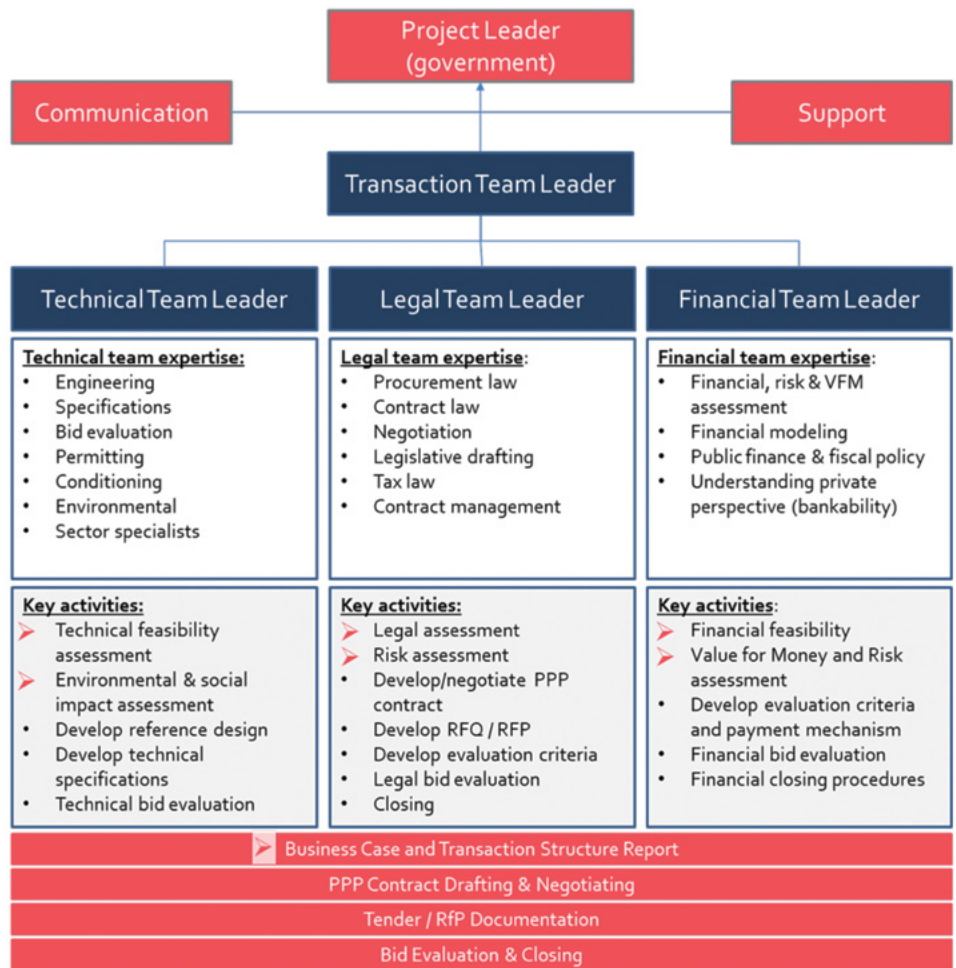 Project Leader
(government)
Communication
Support
Transaction Team Leader
Technical Team Leader
Legal Team Leader
Financial Team Leader
Technical team expertise:
• Engineering
• Specifications
• Bid evaluation
• Permitting
• Conditioning
• Environmental
• Sector specialists
Legal team expertise:
• Procurement law
• Contract law
• Negotiation
• Legislative drafting
• Tax law
• Contract management
Financial team expertise:
• Financial, risk & VFM
assessment
• Financial modeling
• Public finance & fiscal policy
• Understanding private
perspective (bankability)
Key activities:
➢ Technical feasibility
assessment
➢ Environmental & social
impact assessment
• Develop reference design
• Develop technical
specifications
• Technical bid evaluation
Key activities:
➢ Legal assessment
➢ Risk assessment
• Develop/negotiate PPP
contract
• Develop RFQ / RFP
• Develop evaluation criteria
• Legal bid evaluation
• Closing
Key activities:
➢ Financial feasibility
➢ Value for Money and Risk
assessment
• Develop evaluation criteria
and payment mechanism
• Financial bid evaluation
• Financial closing procedures
➢ Business Case and Transaction Structure Report
PPP Contract Drafting & Negotiating
Tender / RfP Documentation
Bid Evaluation & Closing